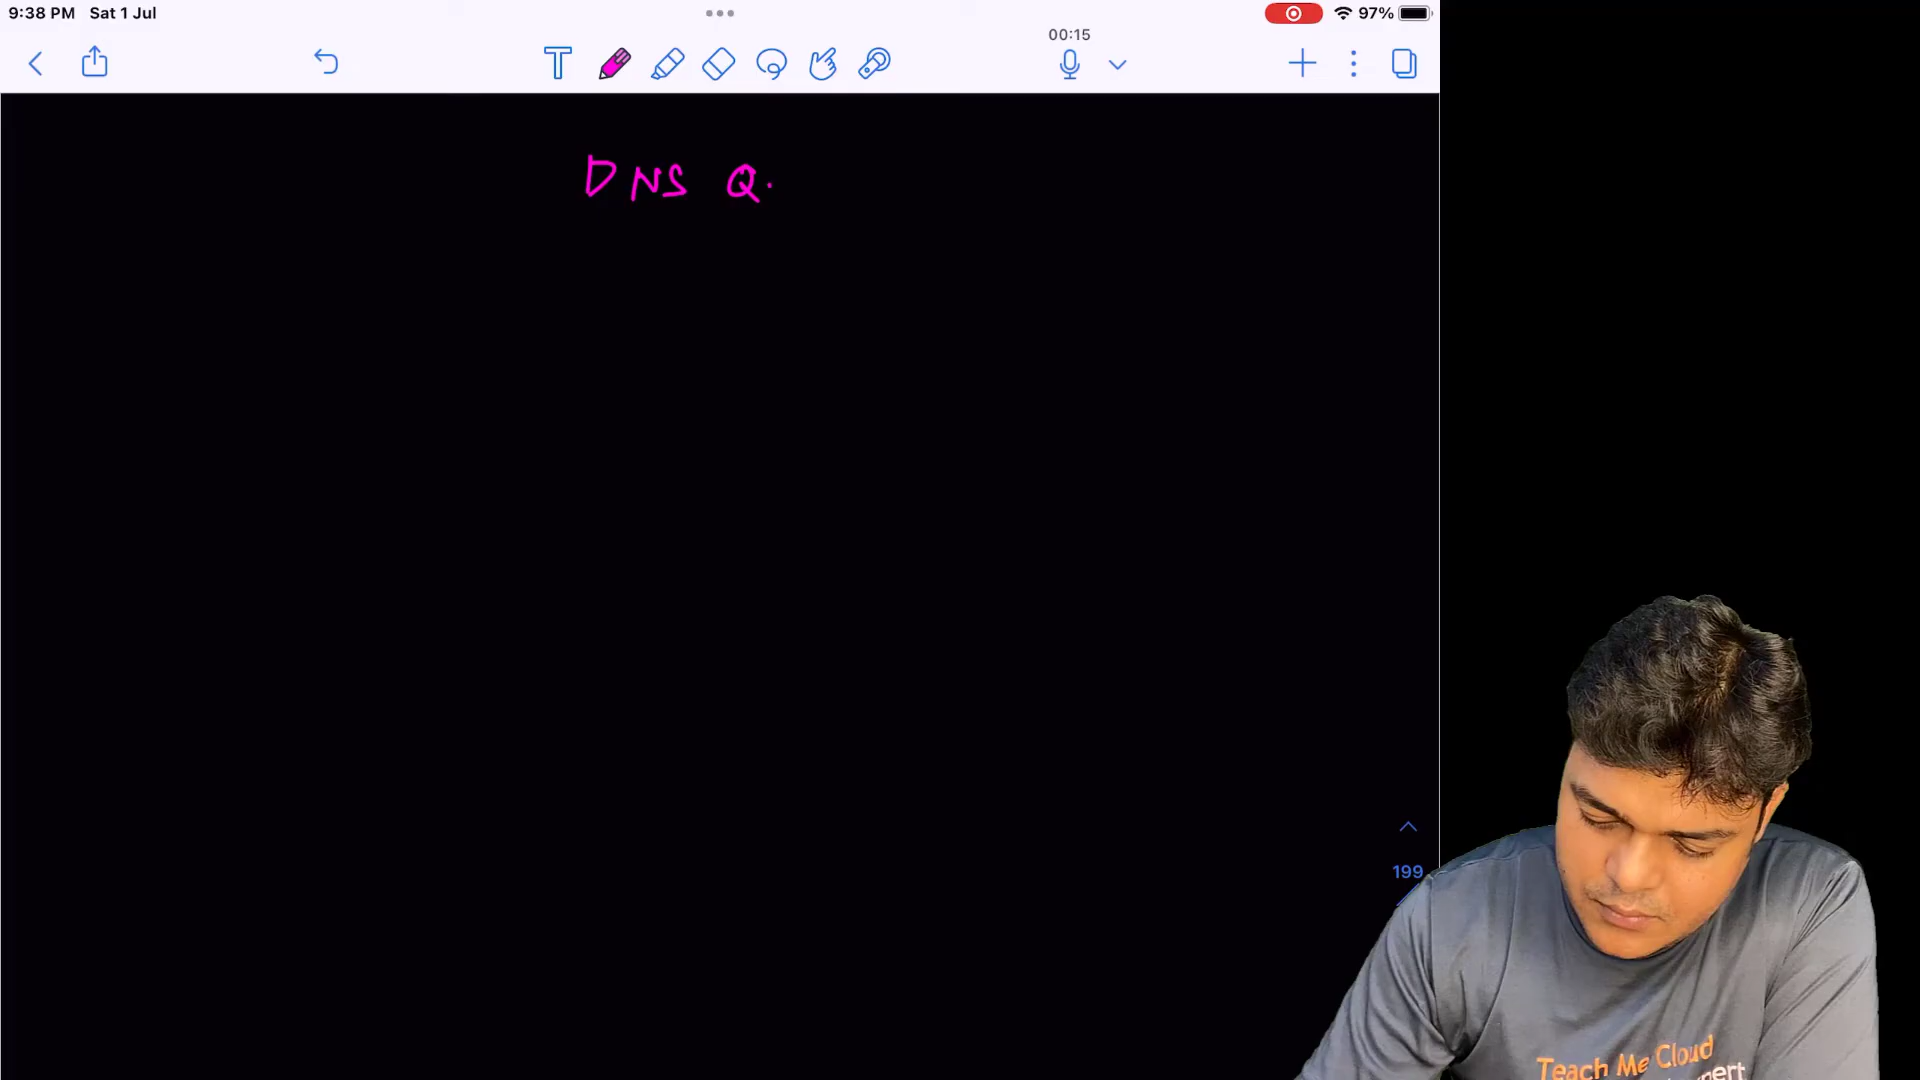 9:38 PM Sat 1 Jul 97%
00:15
T
DNS Q.
199
Teach Me Cloud